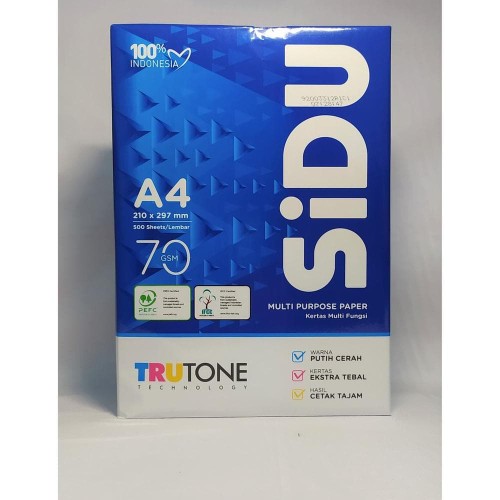 100%
INDONESIA
SiDU
A4
210 x 297 mm
500 Sheets/Lembar
70
GSM
PEFC
IFCC
MULTI PURPOSE PAPER
Kertas Multi Fungsi
TRUTONE
TECHNOLOGY
WARNA
PUTIH CERAH
KERTAS
EKSTRA TEBAL
HASIL
CETAK TAJAM